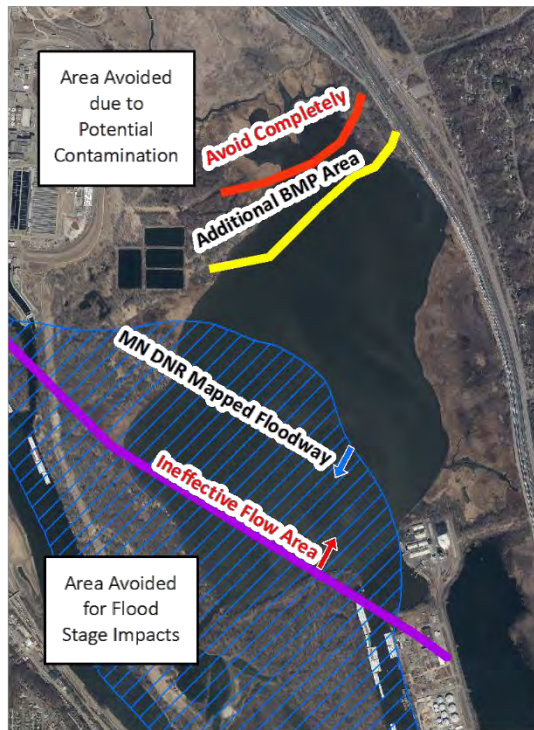 Area Avoided
due to
Potential
Contamination
Avoid Completely
Additional BMP Area
MN DNR Mapped Floodway
Ineffective Flow Area
Area Avoided
for Flood
Stage Impacts